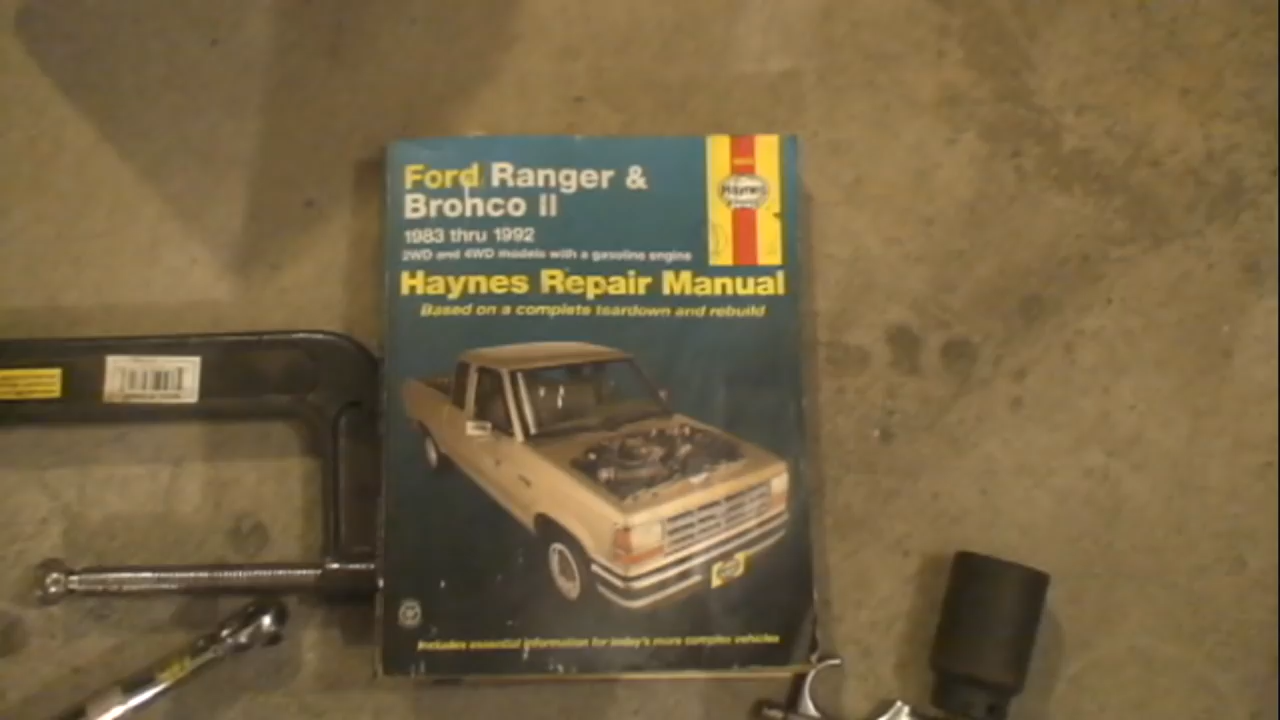 Ford Ranger &
Bronco II
1983 thru 1992
2WD and 4WD models with a gasoline engine
Haynes
Haynes Repair Manual
Based on a complete teardown and rebuild
Includes essential information for today's more complex vehicles